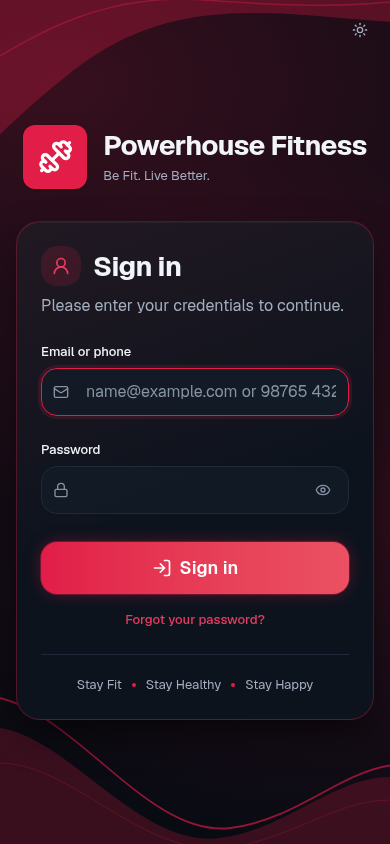 Powerhouse Fitness
Be Fit. Live Better.
Sign in
Please enter your credentials to continue.
Email or phone
name@example.com or 98765 432
Password
Sign in
Forgot your password?
Stay Fit • Stay Healthy • Stay Happy